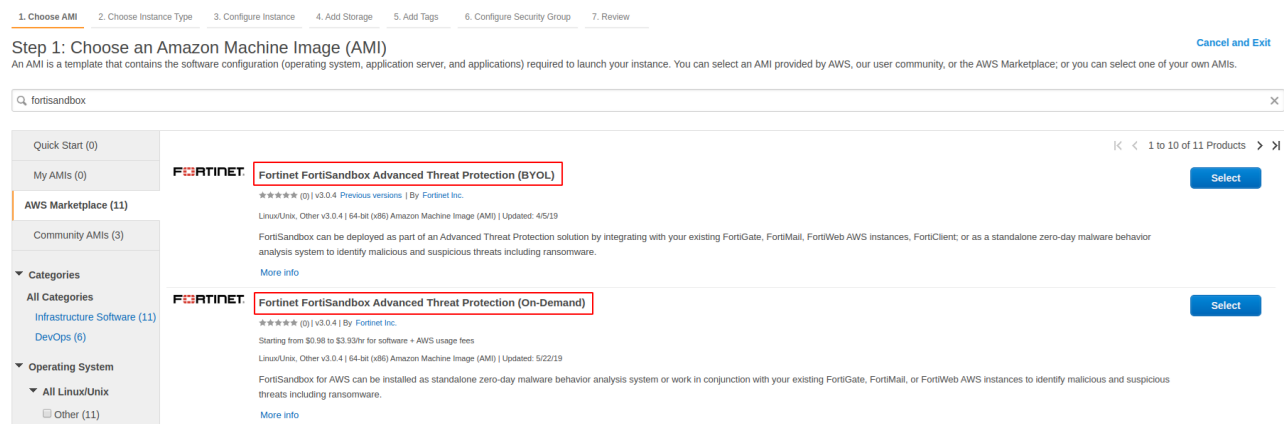 1. Choose AMI 2. Choose Instance Type 3. Configure Instance 4. Add Storage 5. Add Tags 6. Configure Security Group 7. Review
Step 1: Choose an Amazon Machine Image (AMI)
Cancel and Exit
An AMI is a template that contains the software configuration (operating system, application server, and applications) required to launch your instance. You can select an AMI provided by AWS, our user community, or the AWS Marketplace; or you can select one of your own AMIs.
fortisandbox
Quick Start (0)
My AMIs (0)
AWS Marketplace (11)
Community AMIs (3)
Categories
All Categories
Infrastructure Software (11)
DevOps (6)
Operating System
All Linux/Unix
Other (11)
1 to 10 of 11 Products
FORTINET
Fortinet FortiSandbox Advanced Threat Protection (BYOL)
Select
(0) | v3.0.4 Previous versions | By Fortinet Inc.
Linux/Unix, Other v3.0.4 | 64-bit (x86) Amazon Machine Image (AMI) | Updated: 4/5/19
FortiSandbox can be deployed as part of an Advanced Threat Protection solution by integrating with your existing FortiGate, FortiMail, FortiWeb AWS instances, FortiClient; or as a standalone zero-day malware behavior
analysis system to identify malicious and suspicious threats including ransomware.
More info
FORTINET
Fortinet FortiSandbox Advanced Threat Protection (On-Demand)
Select
(0) | v3.0.4 | By Fortinet Inc.
Starting from $0.98 to $3.93/hr for software + AWS usage fees
Linux/Unix, Other v3.0.4 | 64-bit (x86) Amazon Machine Image (AMI) | Updated: 5/22/19
FortiSandbox for AWS can be installed as standalone zero-day malware behavior analysis system or work in conjunction with your existing FortiGate, FortiMail, or FortiWeb AWS instances to identify malicious and suspicious
threats including ransomware.
More info